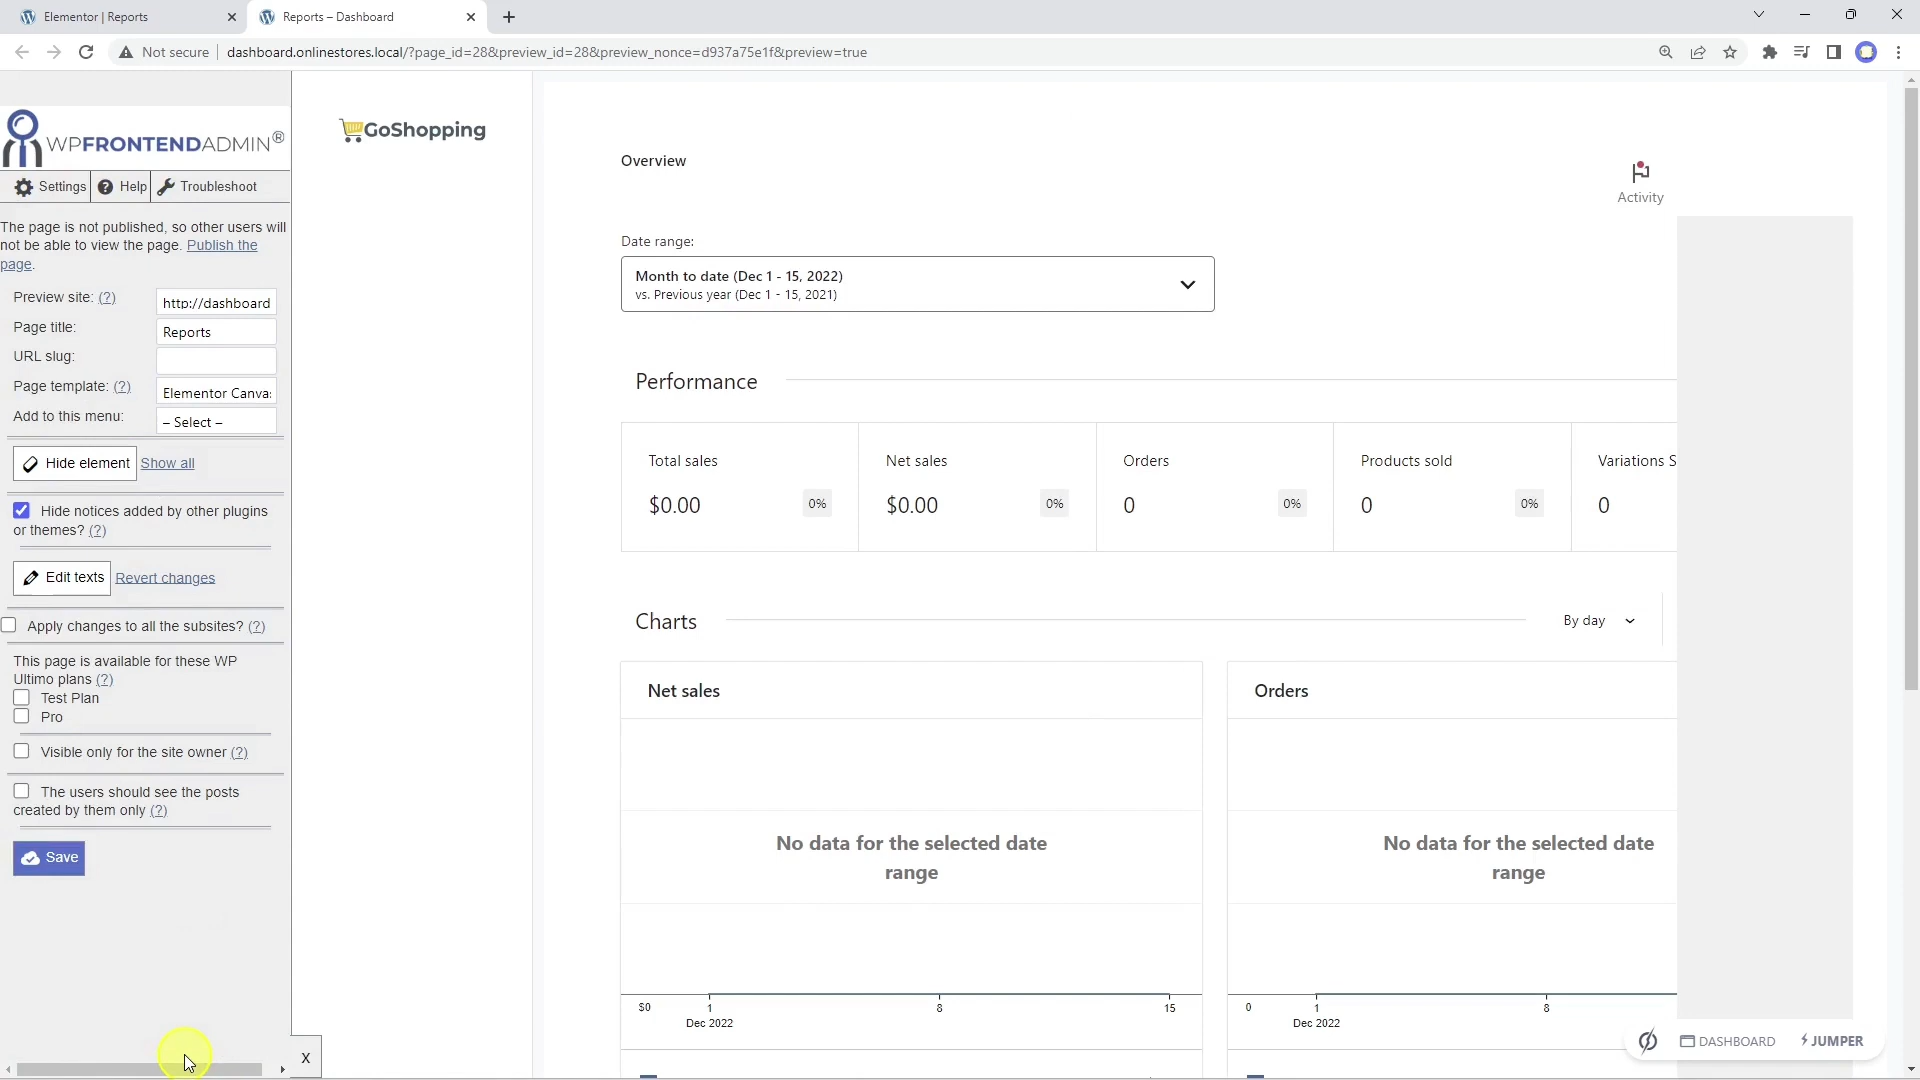 Elementor | Reports
Reports – Dashboard
Not secure
dashboard.onlinestores.local/?page_id=28&preview_id=28&preview_nonce=d937a75e1f&preview=true
WPFRONTENDADMIN®
Settings
Help
Troubleshoot
The page is not published, so other users will
not be able to view the page. Publish the
page.
Preview site: (?)
http://dashboard
Page title:
Reports
URL slug:
Page template: (?)
Elementor Canva
Add to this menu:
– Select –
Hide element
Show all
Hide notices added by other plugins
or themes? (?)
Edit texts
Revert changes
Apply changes to all the subsites? (?)
This page is available for these WP
Ultimo plans (?)
Test Plan
Pro
Visible only for the site owner (?)
The users should see the posts
created by them only (?)
Save
X
GoShopping
Overview
Activity
Date range:
Month to date (Dec 1 - 15, 2022)
vs. Previous year (Dec 1 - 15, 2021)
Performance
Total sales
$0.00
0%
Net sales
$0.00
0%
Orders
0
0%
Products sold
0
0%
Variations S
0
Charts
By day
Net sales
No data for the selected date
range
$0
1
8
15
Dec 2022
Orders
No data for the selected date
range
0
1
8
Dec 2022
DASHBOARD
JUMPER